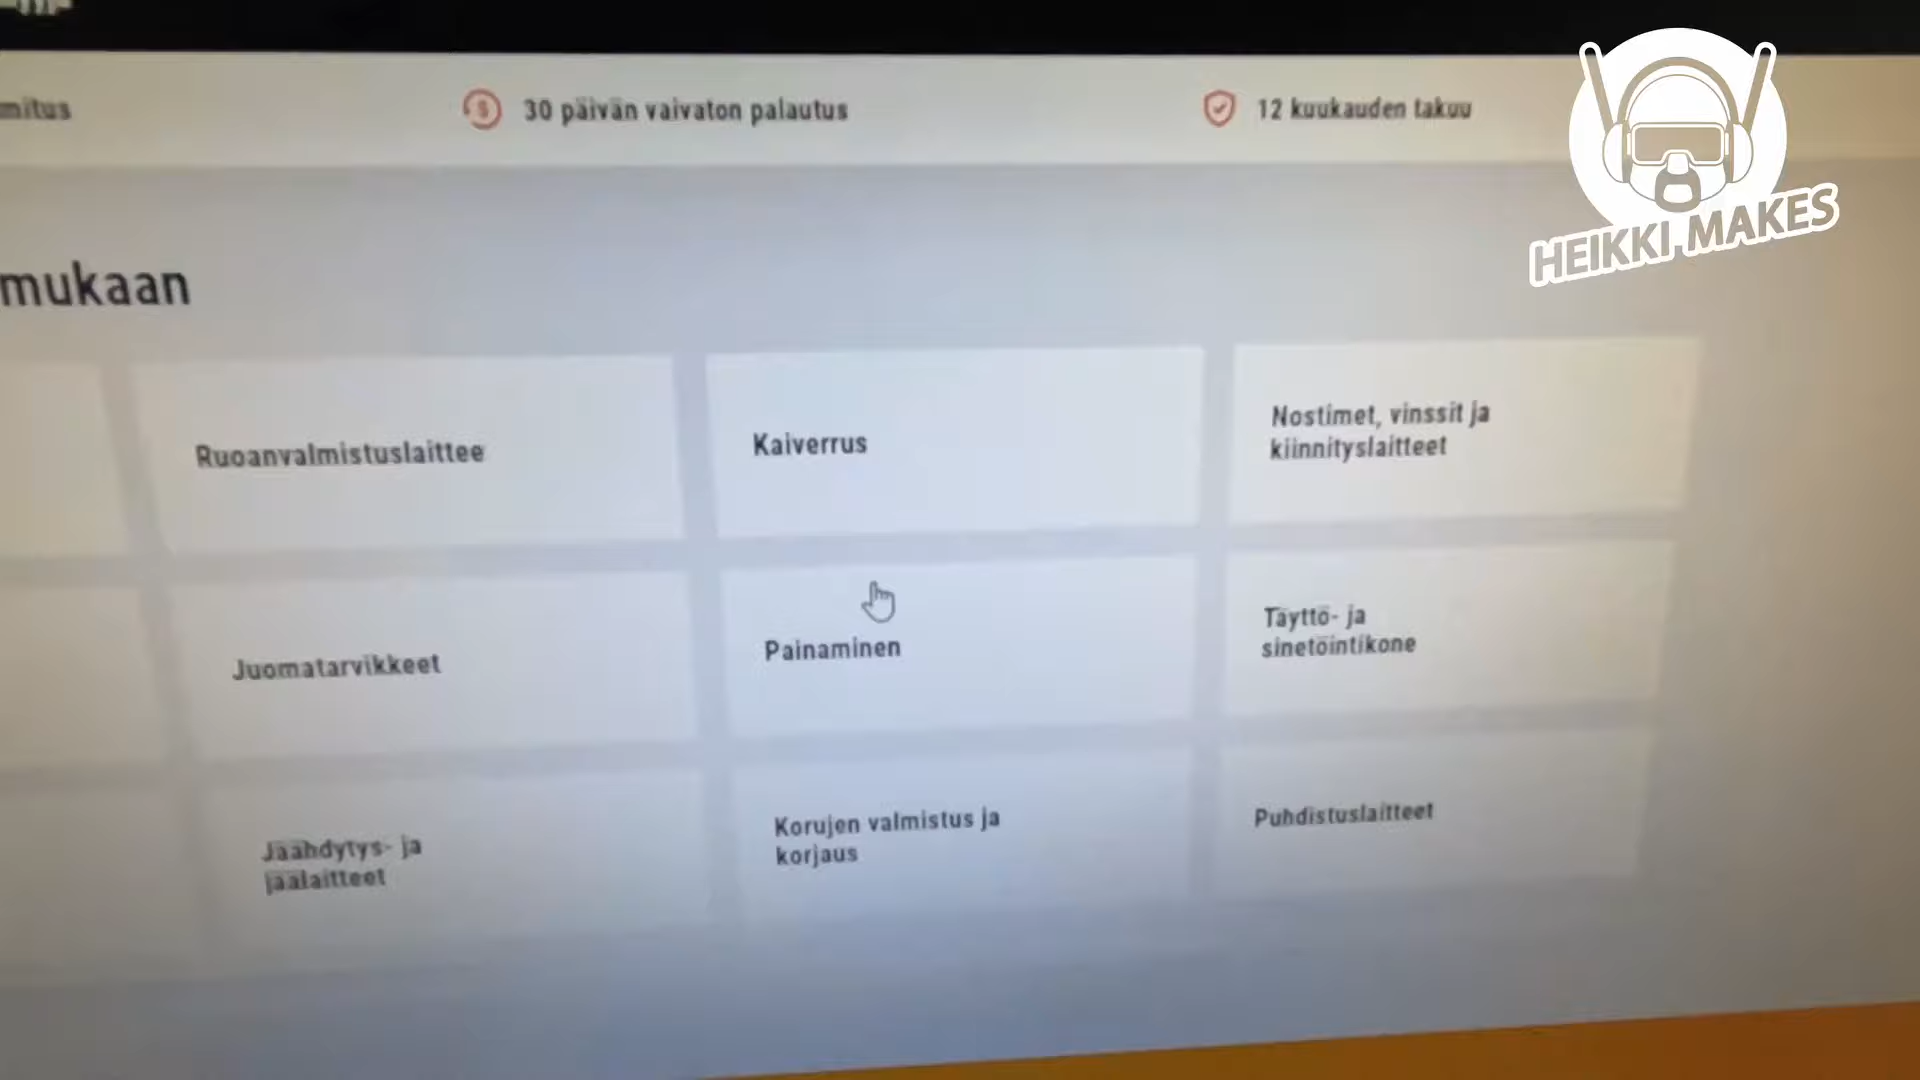 mitus
30 päivän vaivaton palautus
12 kuukauden takuu
HEIKKI MAKES
mukaan
Ruoanvalmistuslaittee
Kaiverrus
Nostimet, vinssit ja
kiinnityslaitteet
Juomatarvikkeet
Painaminen
Täyttö- ja
sinetöintikone
Jäähdytys- ja
jäälaitteet
Korujen valmistus ja
korjaus
Puhdistuslaitteet